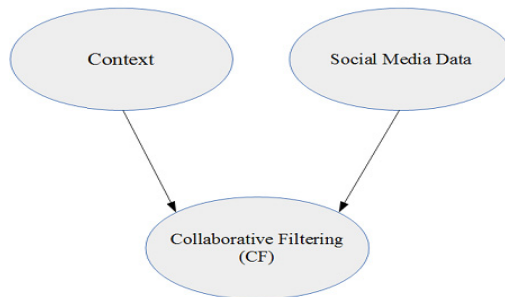 Context
Social Media Data
Collaborative Filtering
(CF)